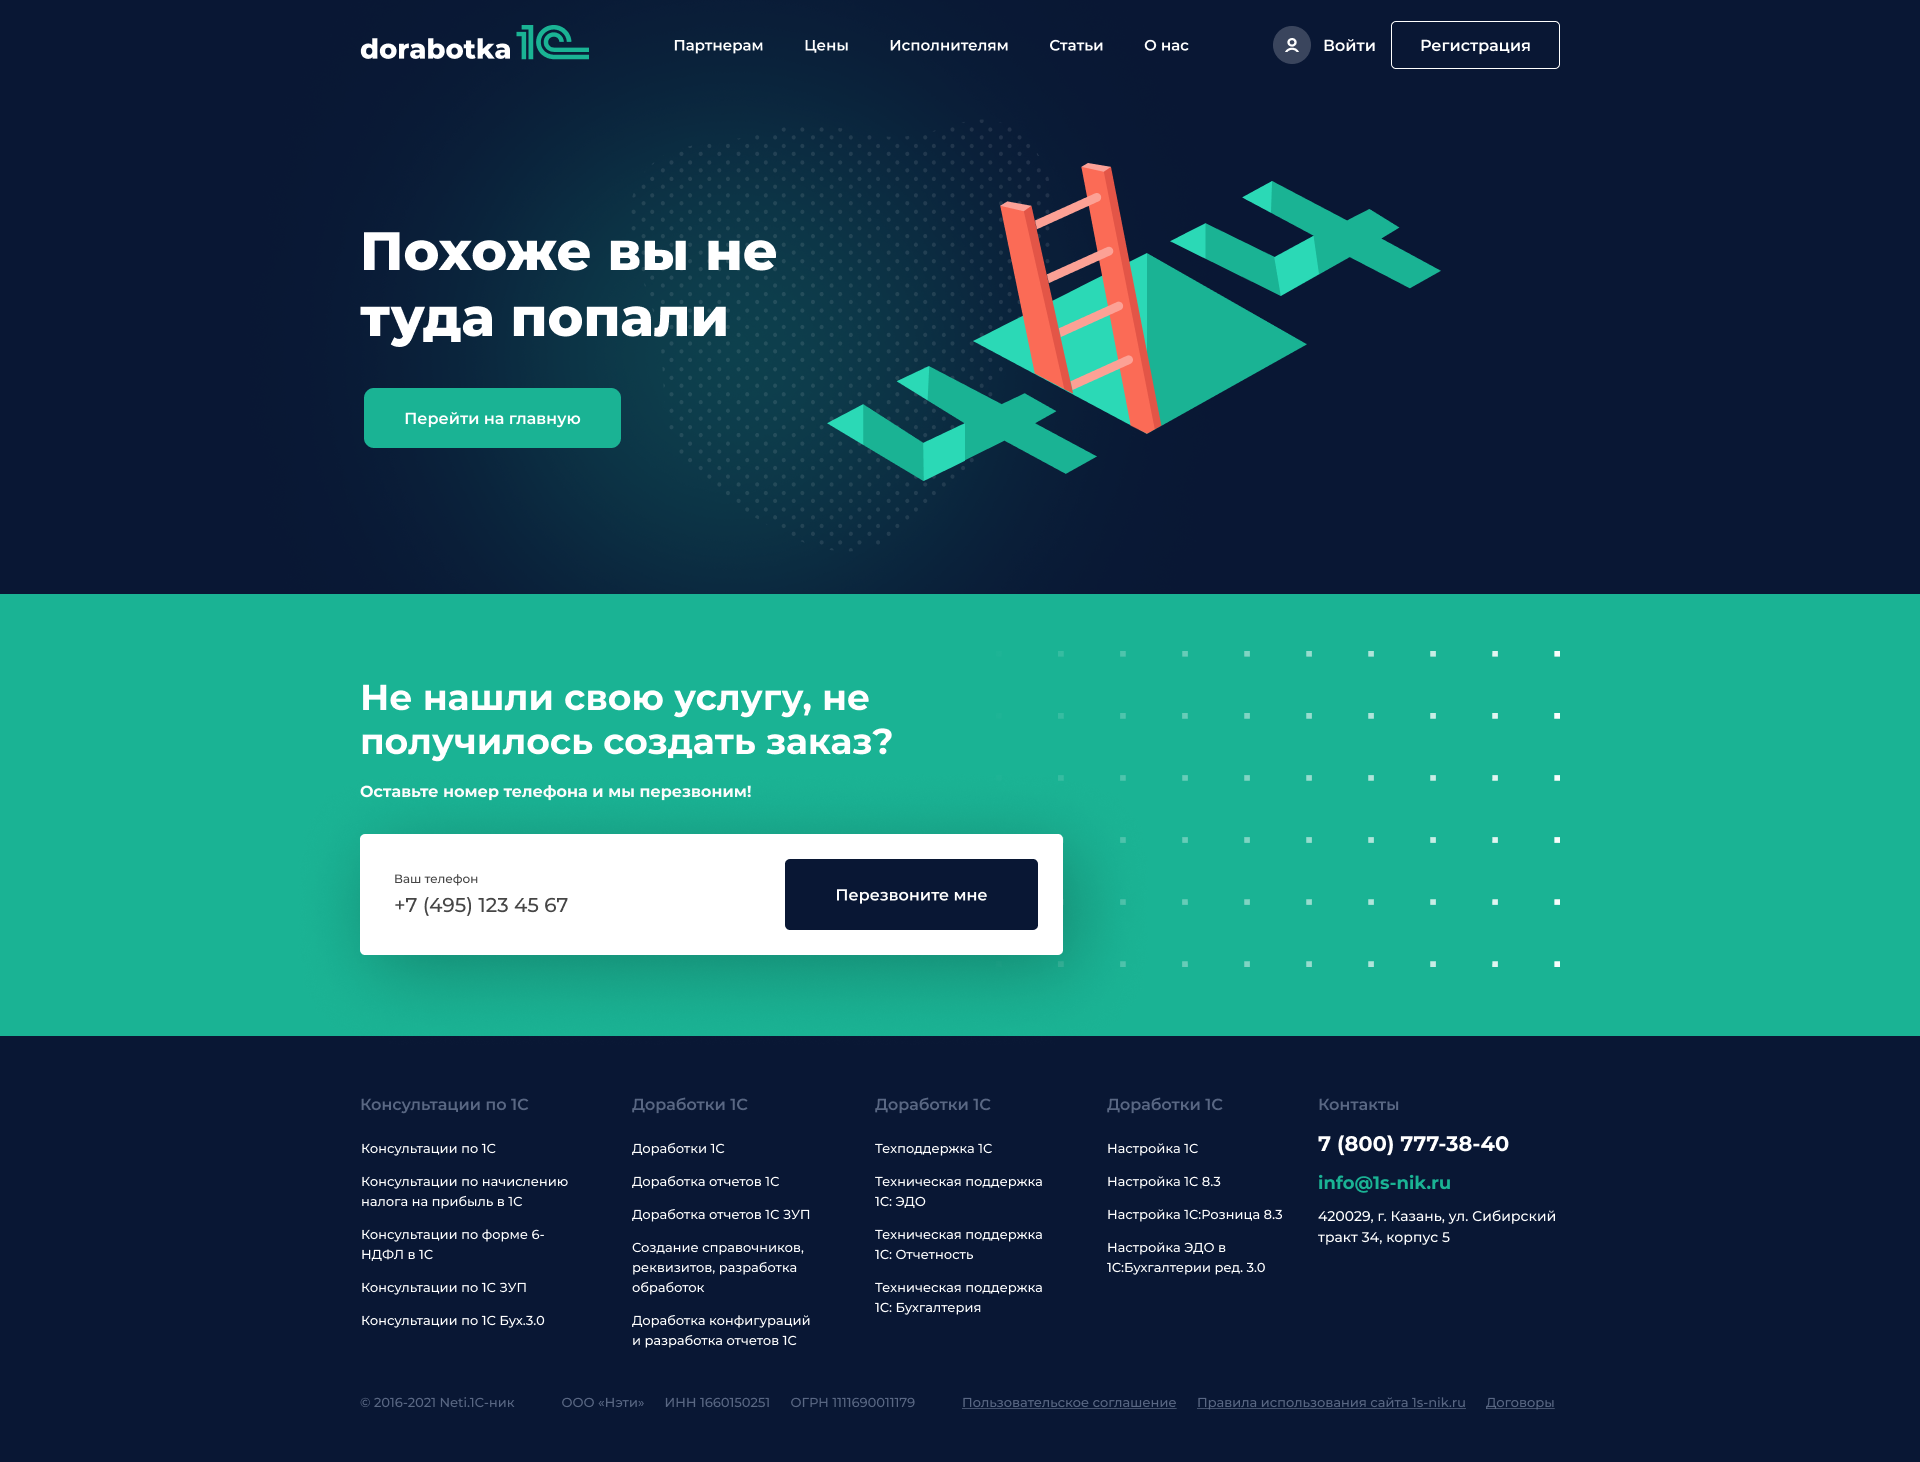 dorabotka 1С
Партнерам
Цены
Исполнителям
Статьи
О нас
Войти
Регистрация
Похоже вы не
туда попали
Перейти на главную
Не нашли свою услугу, не
получилось создать заказ?
Оставьте номер телефона и мы перезвоним!
Ваш телефон
+7 (495) 123 45 67
Перезвоните мне
Консультации по 1С
Консультации по 1С
Консультации по начислению
налога на прибыль в 1С
Консультации по форме 6-
НДФЛ в 1С
Консультации по 1С ЗУП
Консультации по 1С Бух.3.0
Доработки 1С
Доработки 1С
Доработка отчетов 1С
Доработка отчетов 1С ЗУП
Создание справочников,
реквизитов, разработка
обработок
Доработка конфигураций
и разработка отчетов 1С
Доработки 1С
Техподдержка 1С
Техническая поддержка
1С: ЭДО
Техническая поддержка
1С: Отчетность
Техническая поддержка
1С: Бухгалтерия
Доработки 1С
Настройка 1С
Настройка 1С 8.3
Настройка 1С:Розница 8.3
Настройка ЭДО в
1С:Бухгалтерии ред. 3.0
Контакты
7 (800) 777-38-40
info@1s-nik.ru
420029, г. Казань, ул. Сибирский
тракт 34, корпус 5
© 2016-2021 Neti.1С-ник
ООО «Нэти»
ИНН 1660150251
ОГРН 1111690011179
Пользовательское соглашение
Правила использования сайта 1s-nik.ru
Договоры